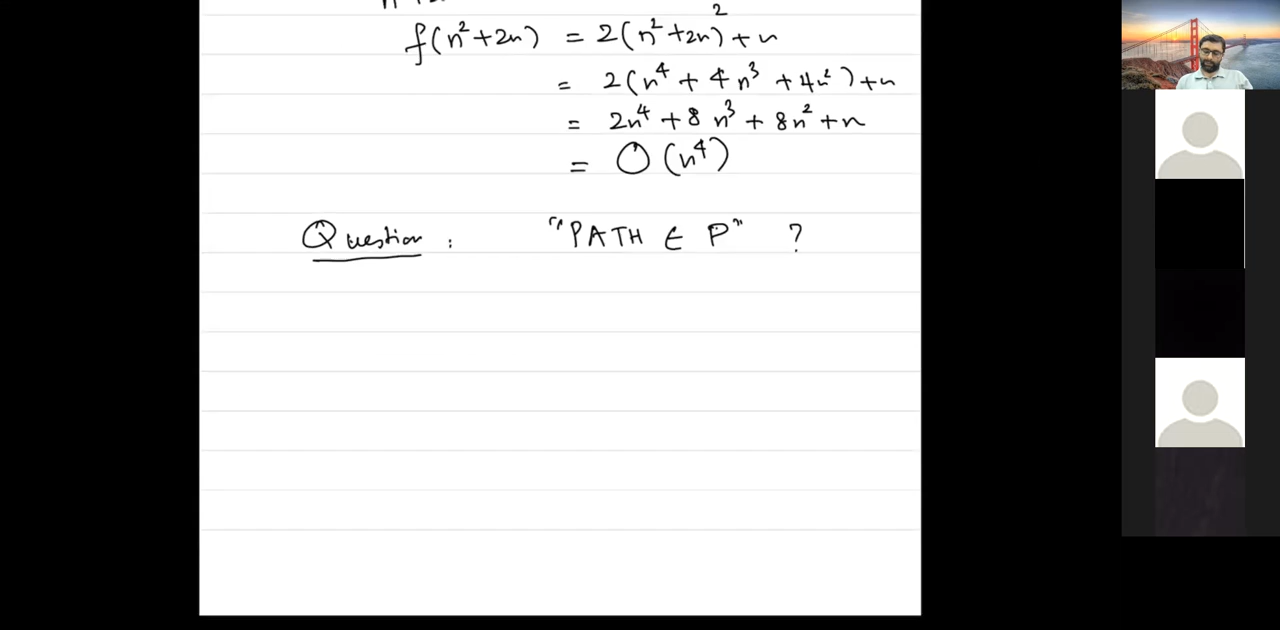 f(n²+2n) = 2(n²+2n)² + n
= 2(n⁴ + 4n³ + 4n²) + n
= 2n⁴ + 8n³ + 8n² + n
= O(n⁴)
Question : "PATH ∈ P" ?